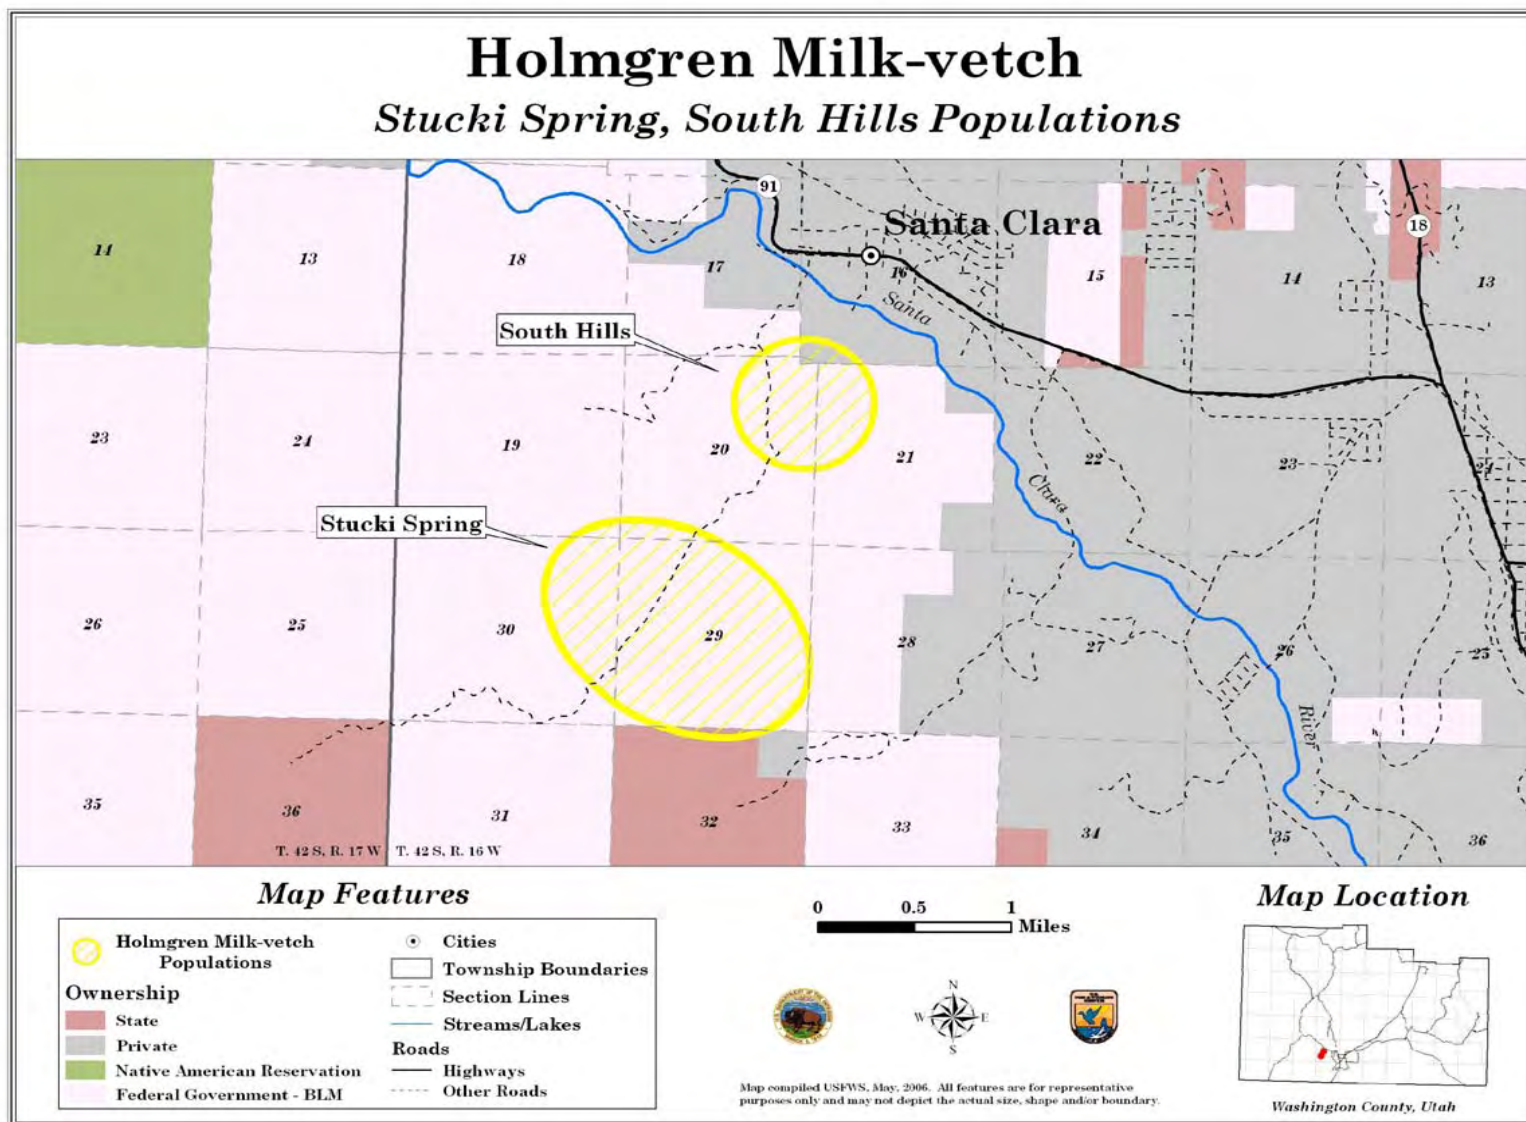 Holmgren Milk-vetch
Stucki Spring, South Hills Populations
91
Santa Clara
18
14
13
18
17
16
15
14
13
Santa
South Hills
23
24
19
20
21
22
23
24
Clara
Stucki Spring
26
25
30
29
28
27
26
25
River
35
36
31
32
33
34
35
36
T. 42 S, R. 17 W
T. 42 S, R. 16 W
Map Features
Holmgren Milk-vetch
Populations
Ownership
State
Private
Native American Reservation
Federal Government - BLM
Cities
Township Boundaries
Section Lines
Streams/Lakes
Roads
Highways
Other Roads
0 0.5 1
Miles
N
W E
S
Map compiled USFWS, May, 2006. All features are for representative
purposes only and may not depict the actual size, shape and/or boundary.
Map Location
Washington County, Utah